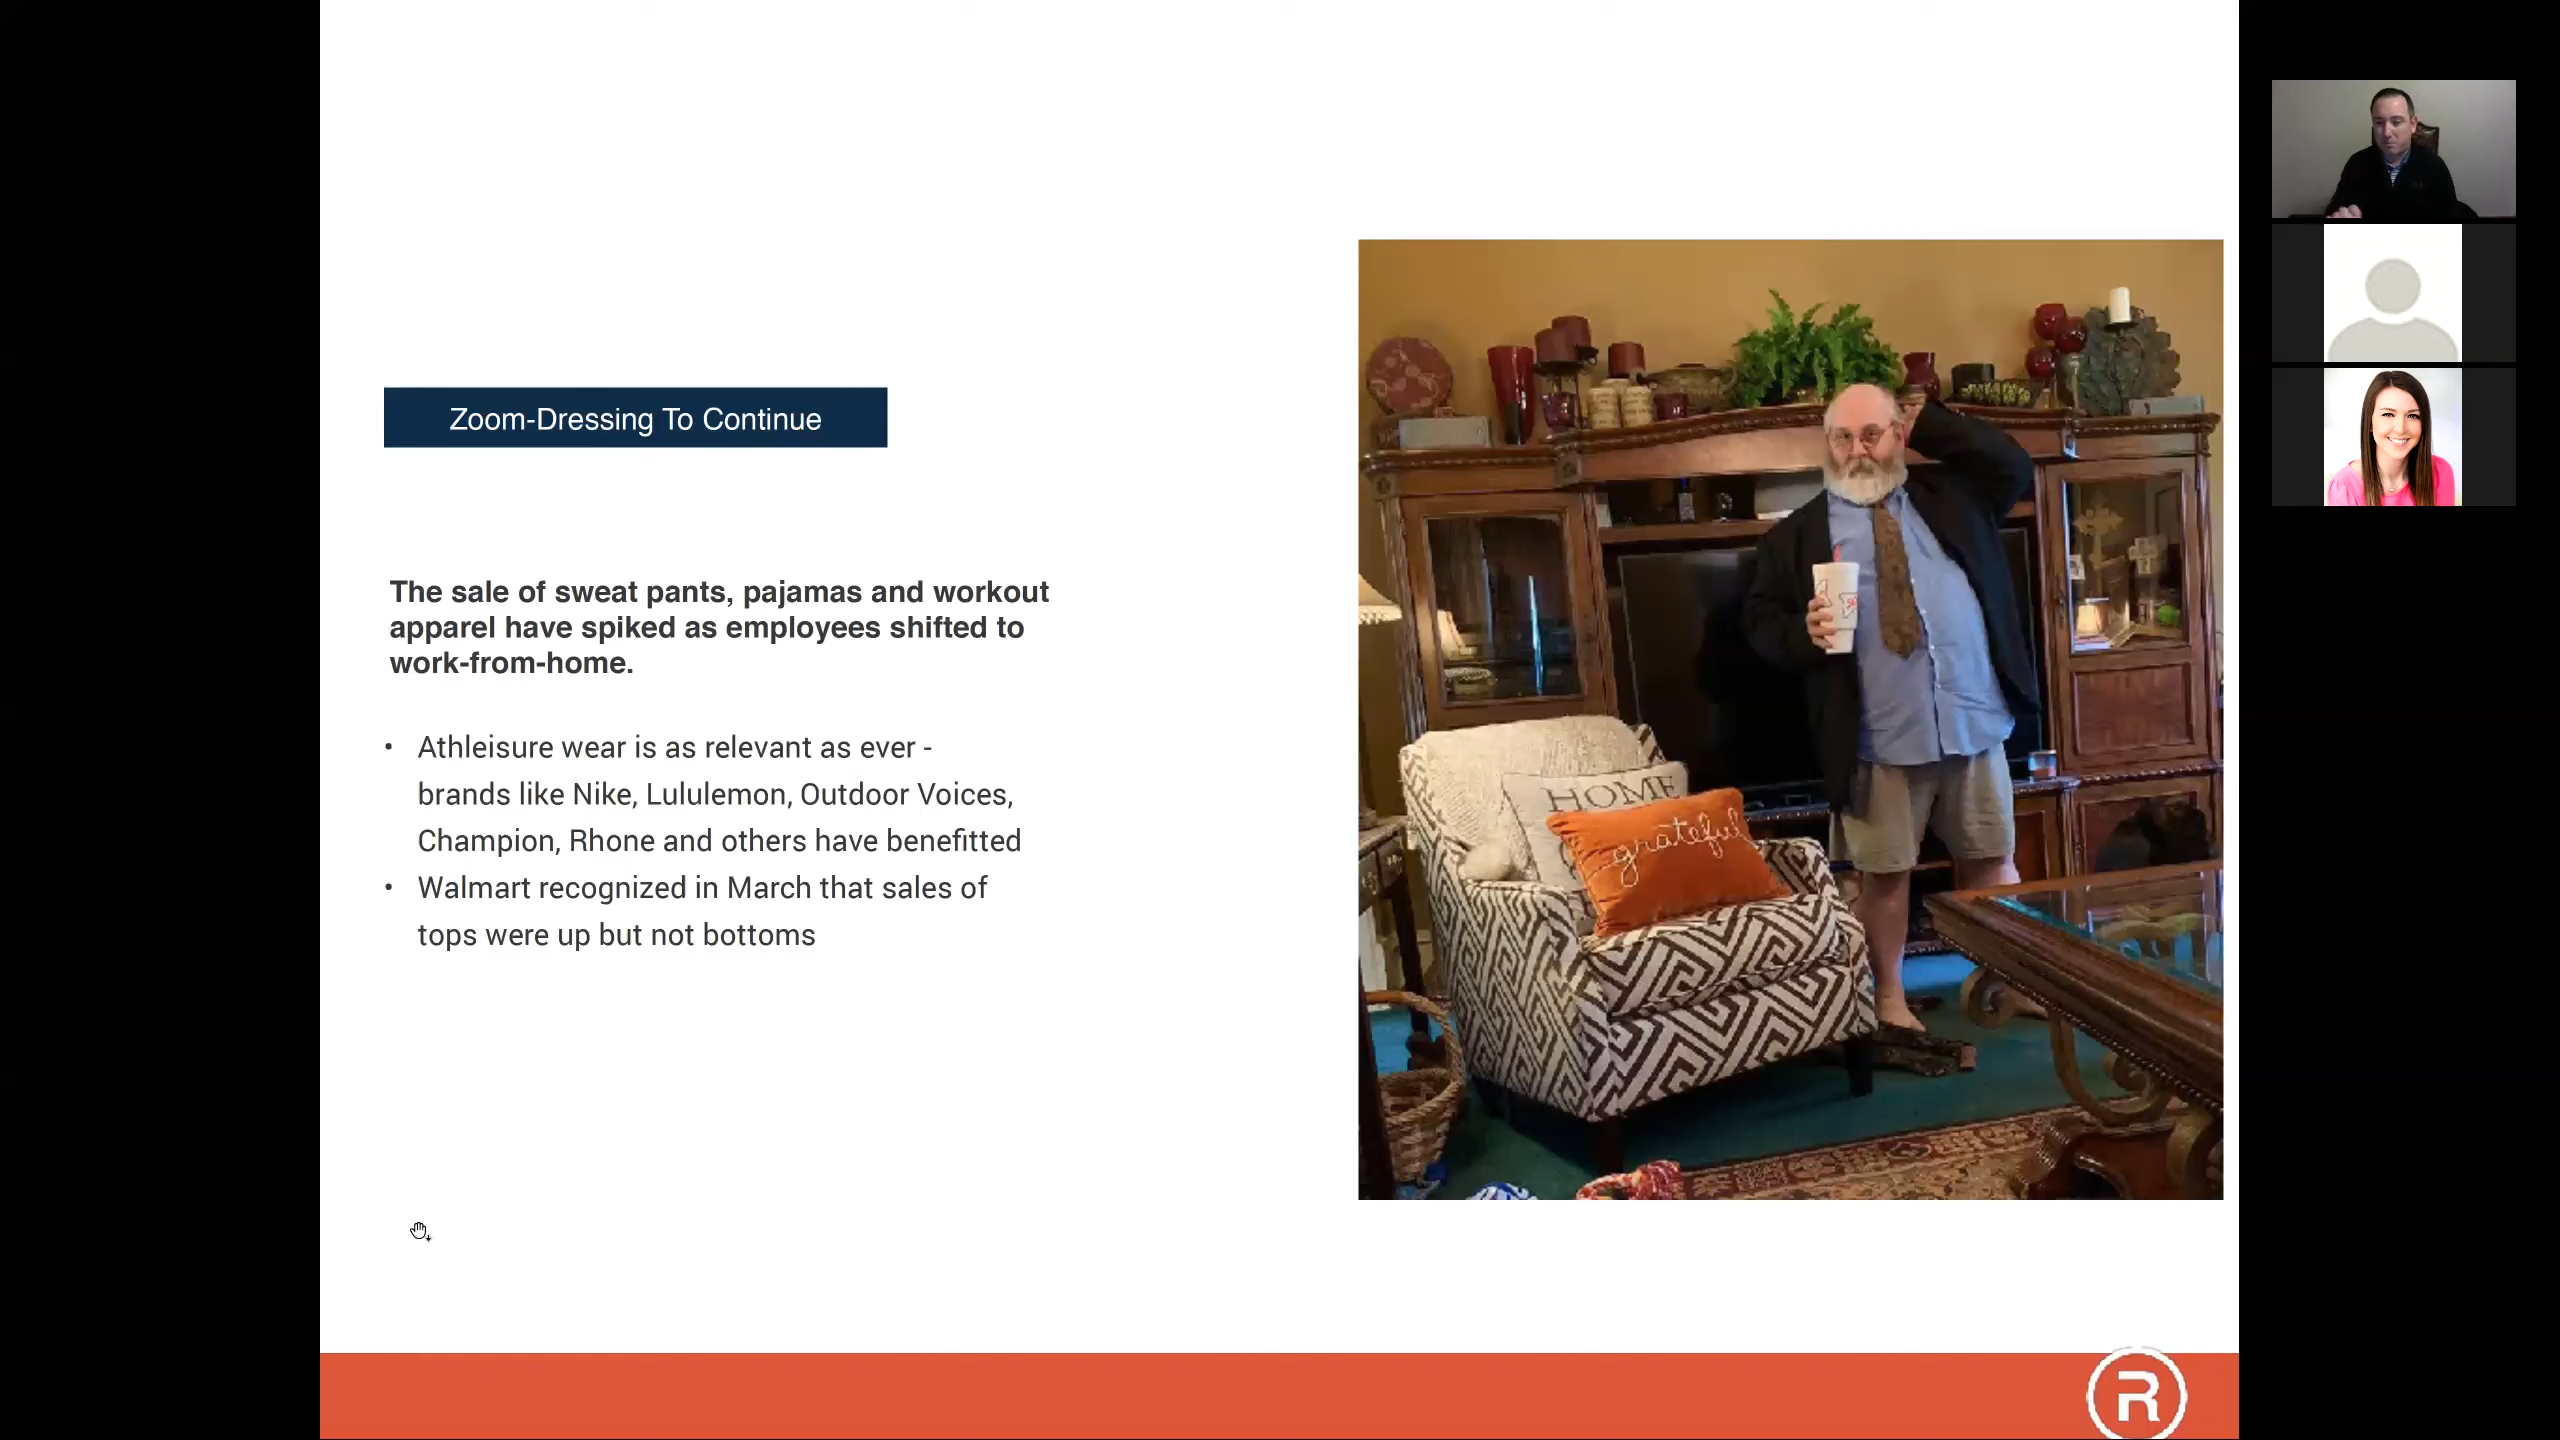 Zoom-Dressing To Continue
The sale of sweat pants, pajamas and workout
apparel have spiked as employees shifted to
work-from-home.
• Athleisure wear is as relevant as ever -
brands like Nike, Lululemon, Outdoor Voices,
Champion, Rhone and others have benefitted
• Walmart recognized in March that sales of
tops were up but not bottoms
HOME
grateful
R